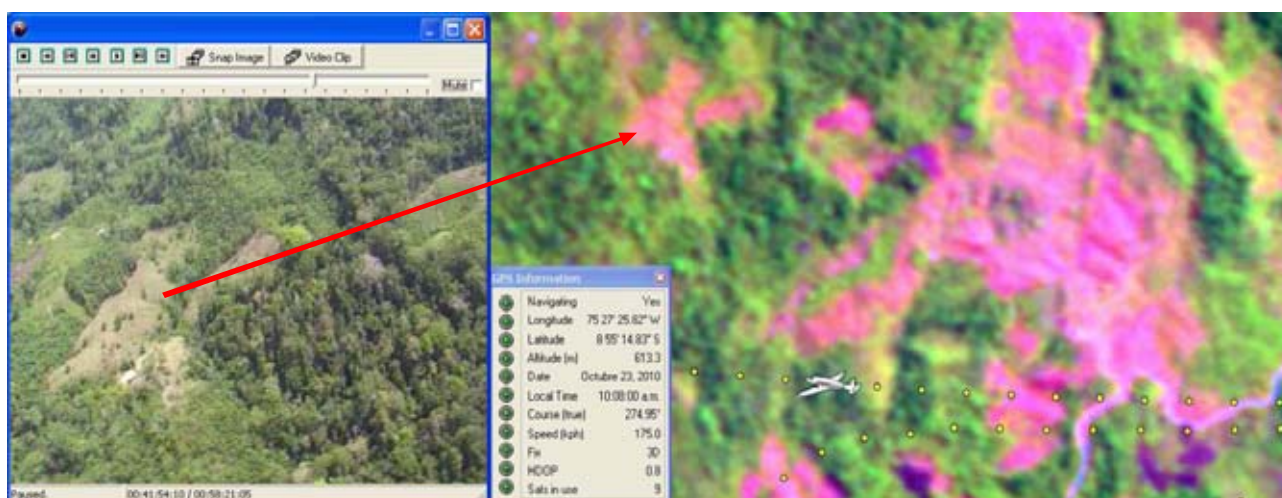 Snap Image Video Clip
Mute
GPS Information
Navigating Yes
Longitude 75 27' 25.82" W
Latitude 8 55' 14.83" S
Altitude (m) 613.3
Date Octubre 23, 2010
Local Time 10:08:00 a.m.
Course (true) 274.95°
Speed (kph) 175.0
Fix 3D
HDOP 0.8
Sats in use 9
Paused. 00:41:54:10 / 00:58:21:05